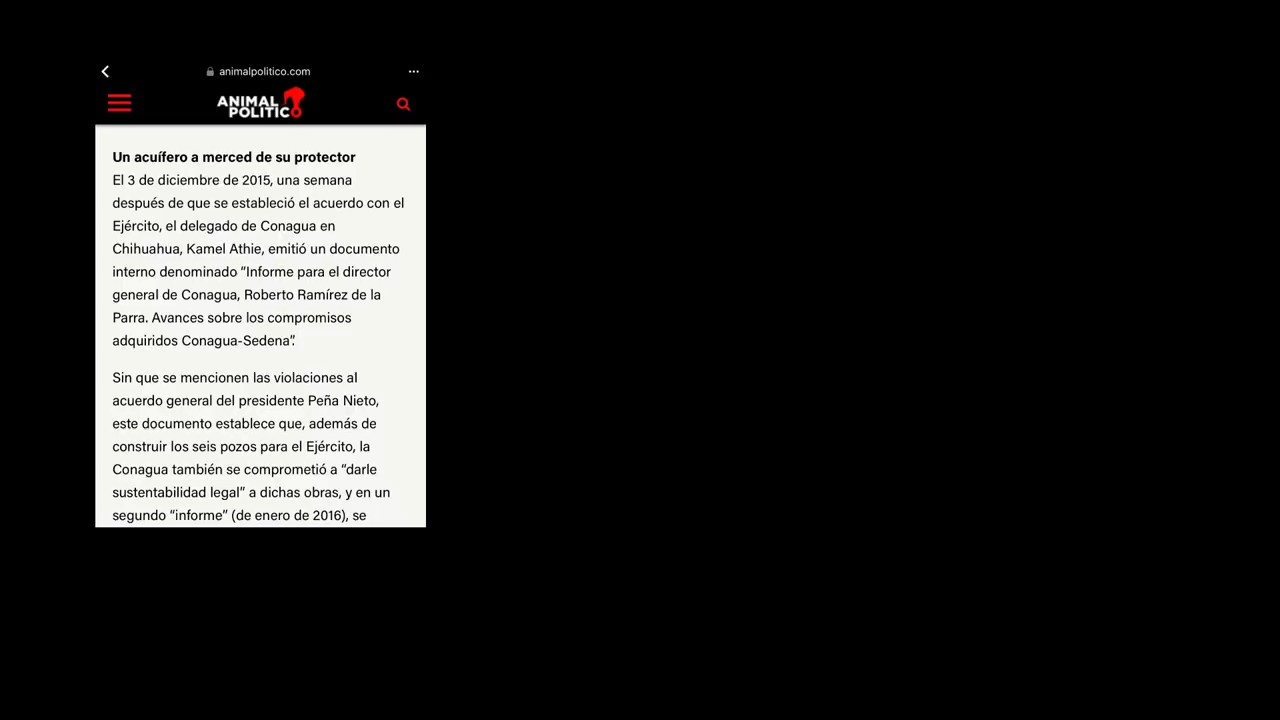 animalpolitico.com
ANIMAL
POLITICO
Un acuífero a merced de su protector
El 3 de diciembre de 2015, una semana
después de que se estableció el acuerdo con el
Ejército, el delegado de Conagua en
Chihuahua, Kamel Athie, emitió un documento
interno denominado “Informe para el director
general de Conagua, Roberto Ramírez de la
Parra. Avances sobre los compromisos
adquiridos Conagua-Sedena”.
Sin que se mencionen las violaciones al
acuerdo general del presidente Peña Nieto,
este documento establece que, además de
construir los seis pozos para el Ejército, la
Conagua también se comprometió a “darle
sustentabilidad legal” a dichas obras, y en un
segundo “informe” (de enero de 2016), se